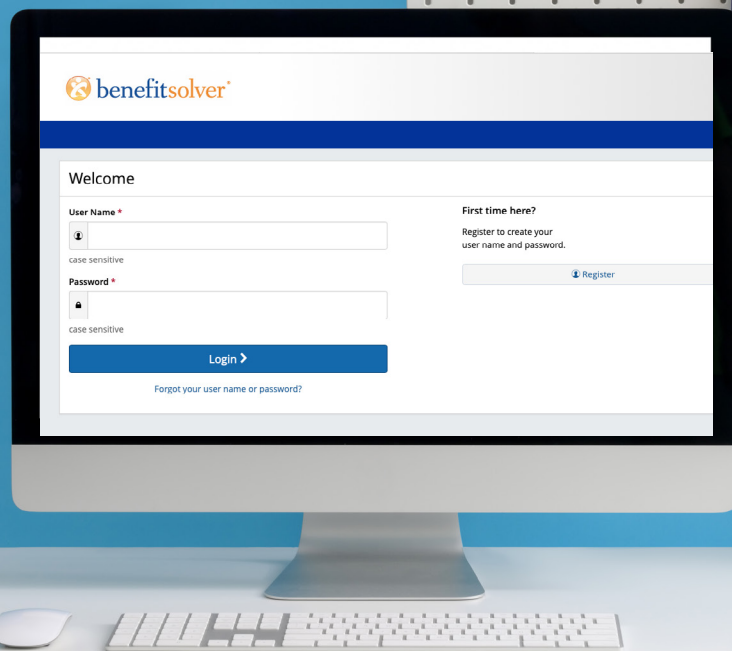 benefitsolver
Welcome
User Name *
case sensitive
Password *
case sensitive
Login
Forgot your user name or password?
First time here?
Register to create your
user name and password.
Register